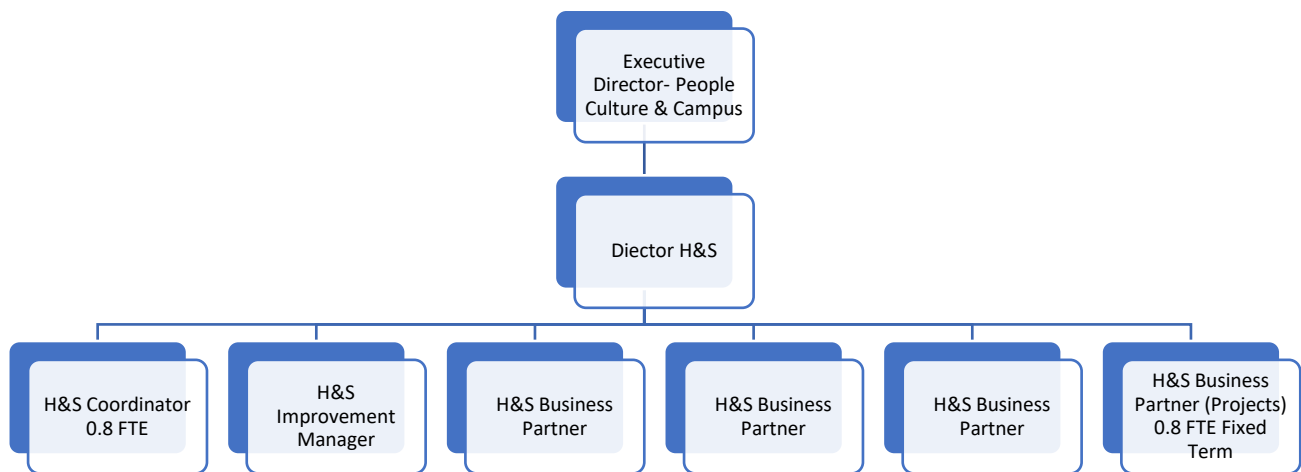 Executive
Director- People
Culture & Campus
Diector H&S
H&S Coordinator
0.8 FTE
H&S
Improvement
Manager
H&S Business
Partner
H&S Business
Partner
H&S Business
Partner
H&S Business
Partner (Projects)
0.8 FTE Fixed
Term